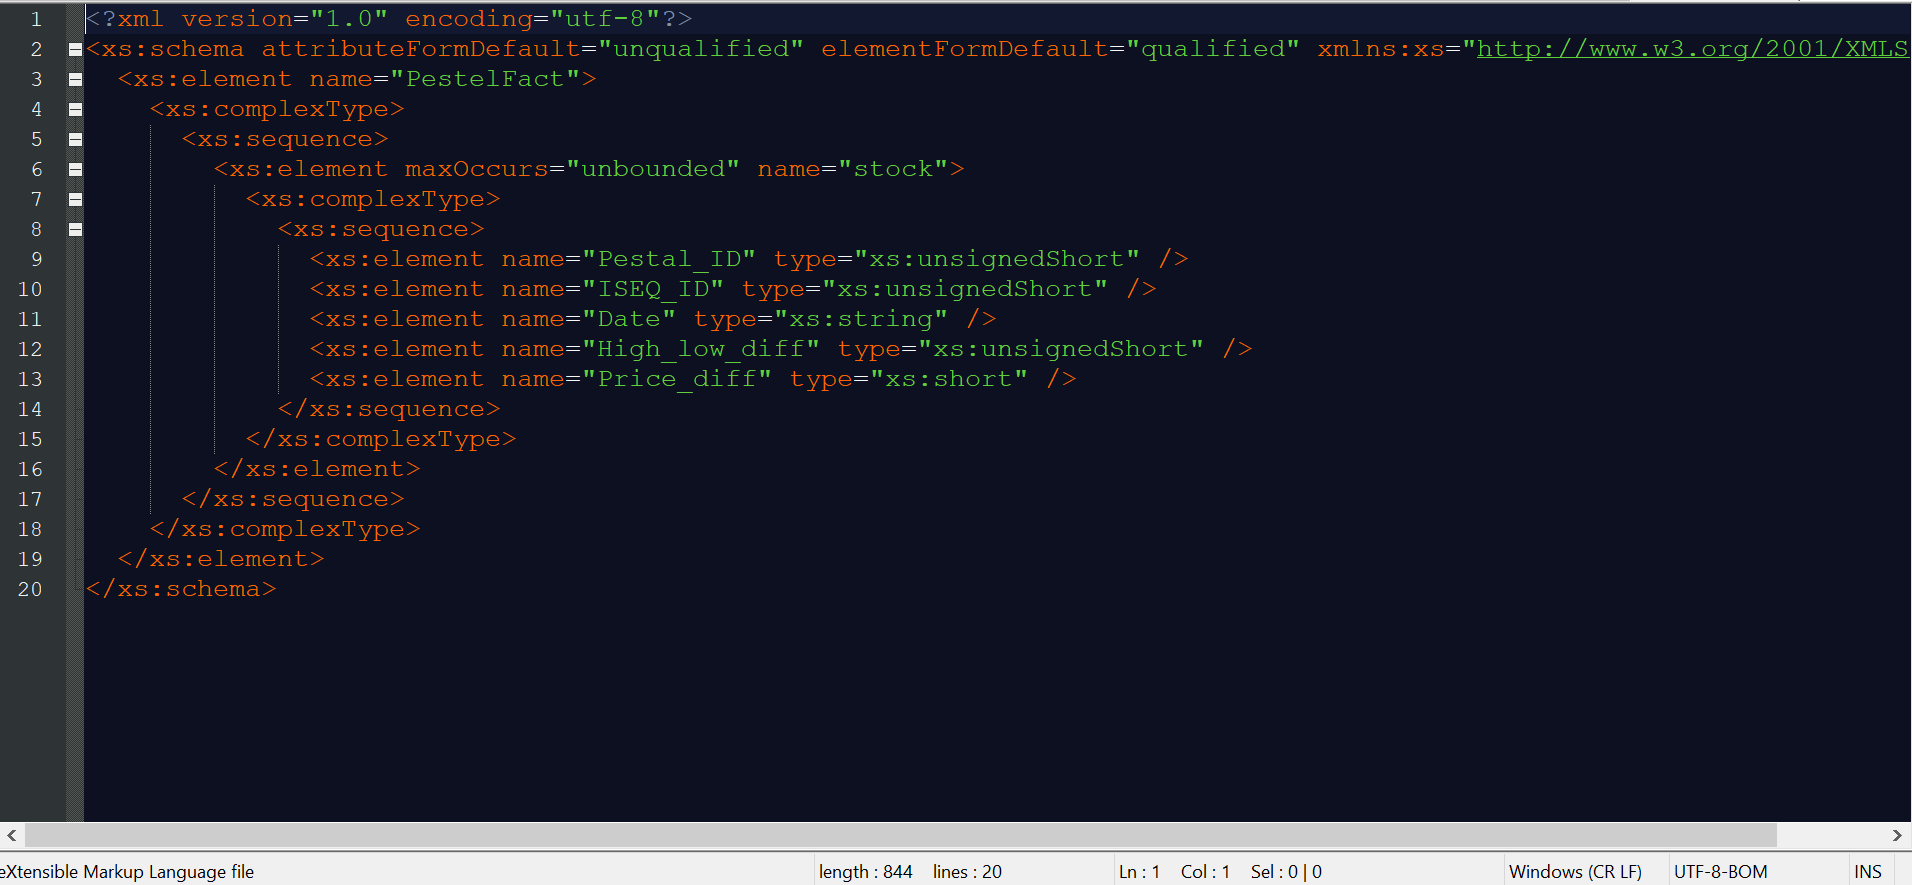 1 <?xml version="1.0" encoding="utf-8"?>
2 <xs:schema attributeFormDefault="unqualified" elementFormDefault="qualified" xmlns:xs="http://www.w3.org/2001/XMLS
3 <xs:element name="PestelFact">
4 <xs:complexType>
5 <xs:sequence>
6 <xs:element maxOccurs="unbounded" name="stock">
7 <xs:complexType>
8 <xs:sequence>
9 <xs:element name="Pestal_ID" type="xs:unsignedShort" />
10 <xs:element name="ISEQ_ID" type="xs:unsignedShort" />
11 <xs:element name="Date" type="xs:string" />
12 <xs:element name="High_low_diff" type="xs:unsignedShort" />
13 <xs:element name="Price_diff" type="xs:short" />
14 </xs:sequence>
15 </xs:complexType>
16 </xs:element>
17 </xs:sequence>
18 </xs:complexType>
19 </xs:element>
20 </xs:schema>
eXtensible Markup Language file length : 844 lines : 20 Ln : 1 Col : 1 Sel : 0 | 0 Windows (CR LF) UTF-8-BOM INS